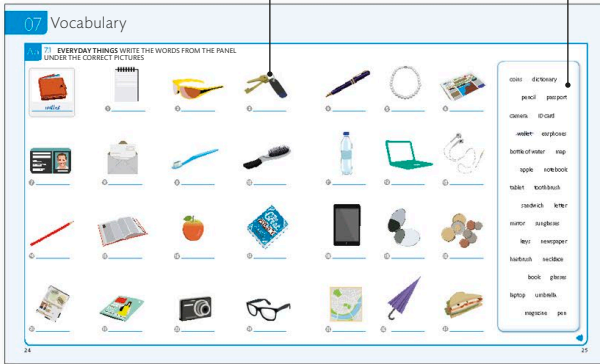 07 Vocabulary
Aa 7.1 EVERYDAY THINGS WRITE THE WORDS FROM THE PANEL
UNDER THE CORRECT PICTURES
wallet
coins dictionary
pencil passport
camera ID card
wallet earphones
bottle of water map
apple notebook
tablet toothbrush
sandwich letter
mirror sunglasses
keys newspaper
hairbrush necklace
book glasses
laptop umbrella
magazine pen
24
25